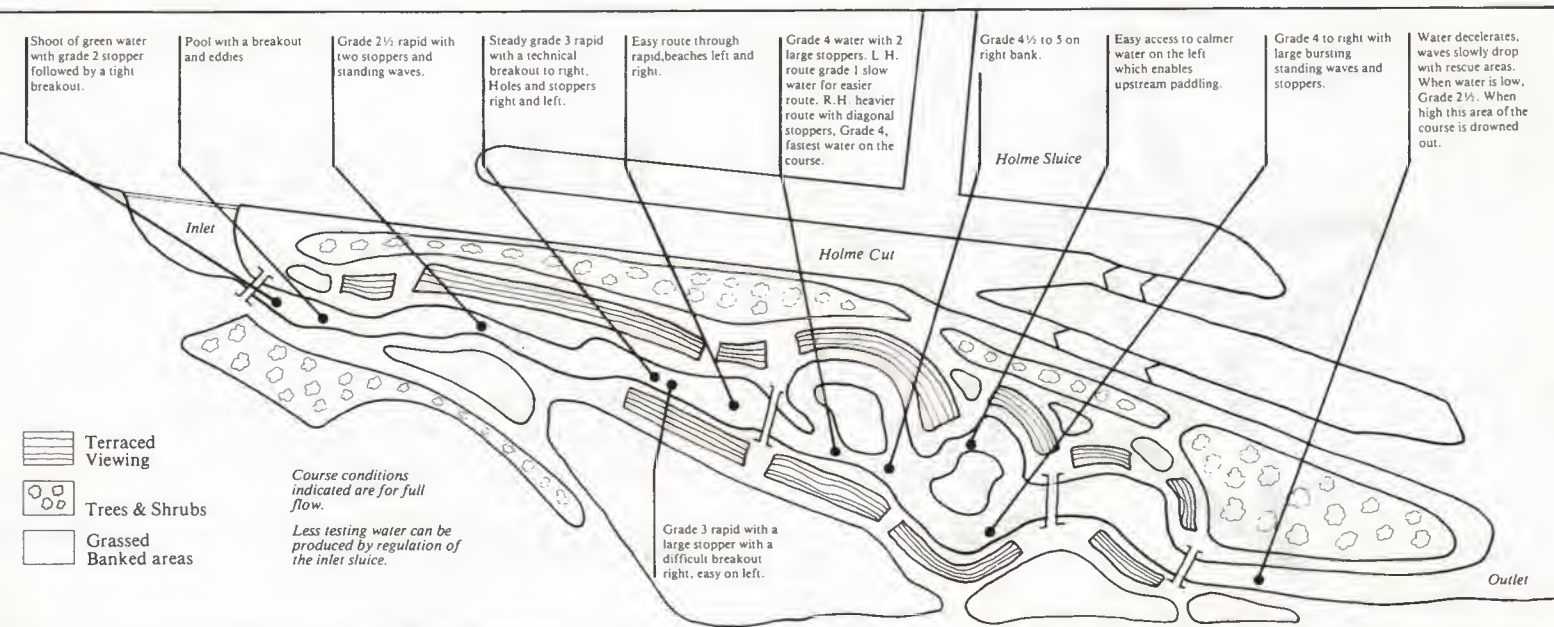 Shoot of green water
with grade 2 stopper
followed by a tight
breakout.
Pool with a breakout
and eddies
Grade 2½ rapid with
two stoppers and
standing waves.
Steady grade 3 rapid
with a technical
breakout to right.
Holes and stoppers
right and left.
Easy route through
rapid,beaches left and
right.
Grade 4 water with 2
large stoppers. L H.
route grade 1 slow
water for easier
route. R.H. heavier
route with diagonal
stoppers, Grade 4,
fastest water on the
course.
Grade 4½ to 5 on
right bank.
Easy access to calmer
water on the left
which enables
upstream paddling.
Grade 4 to right with
large bursting
standing waves and
stoppers.
Water decelerates,
waves slowly drop
with rescue areas.
When water is low,
Grade 2½. When
high this area of the
course is drowned
out.
Holme Sluice
Inlet
Holme Cut
Terraced
Viewing
Trees & Shrubs
Grassed
Banked areas
Course conditions
indicated are for full
flow.
Less testing water can be
produced by regulation of
the inlet sluice.
Grade 3 rapid with a
large stopper with a
difficult breakout
right, easy on left.
Outlet